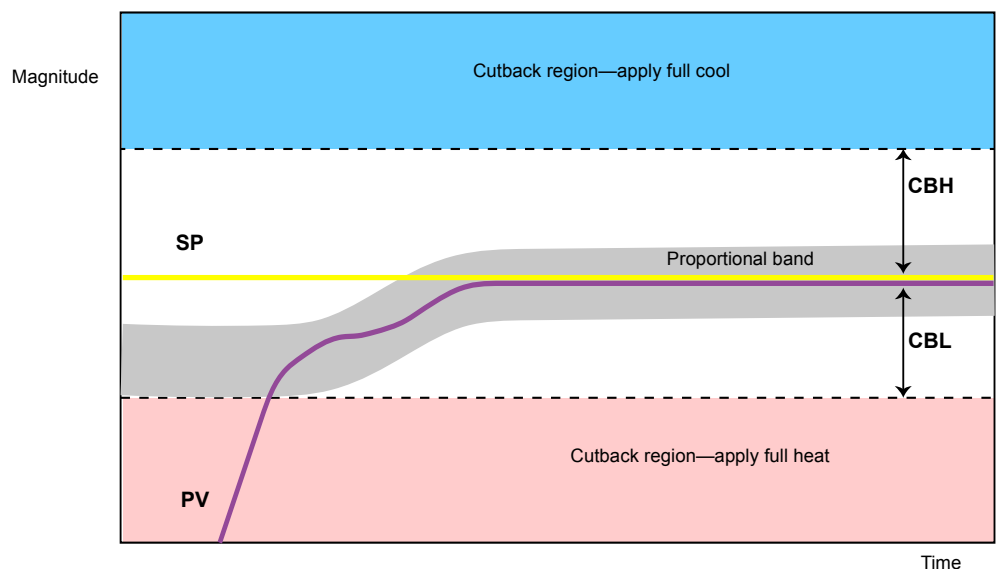 Cutback region—apply full cool
Magnitude
CBH
SP
Proportional band
CBL
Cutback region—apply full heat
PV
Time